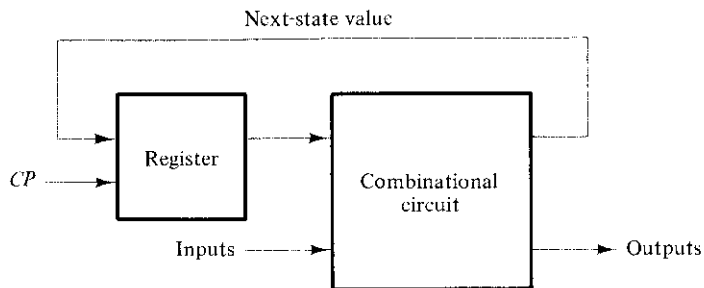 Next-state value
Register
CP
Combinational
circuit
Inputs
Outputs